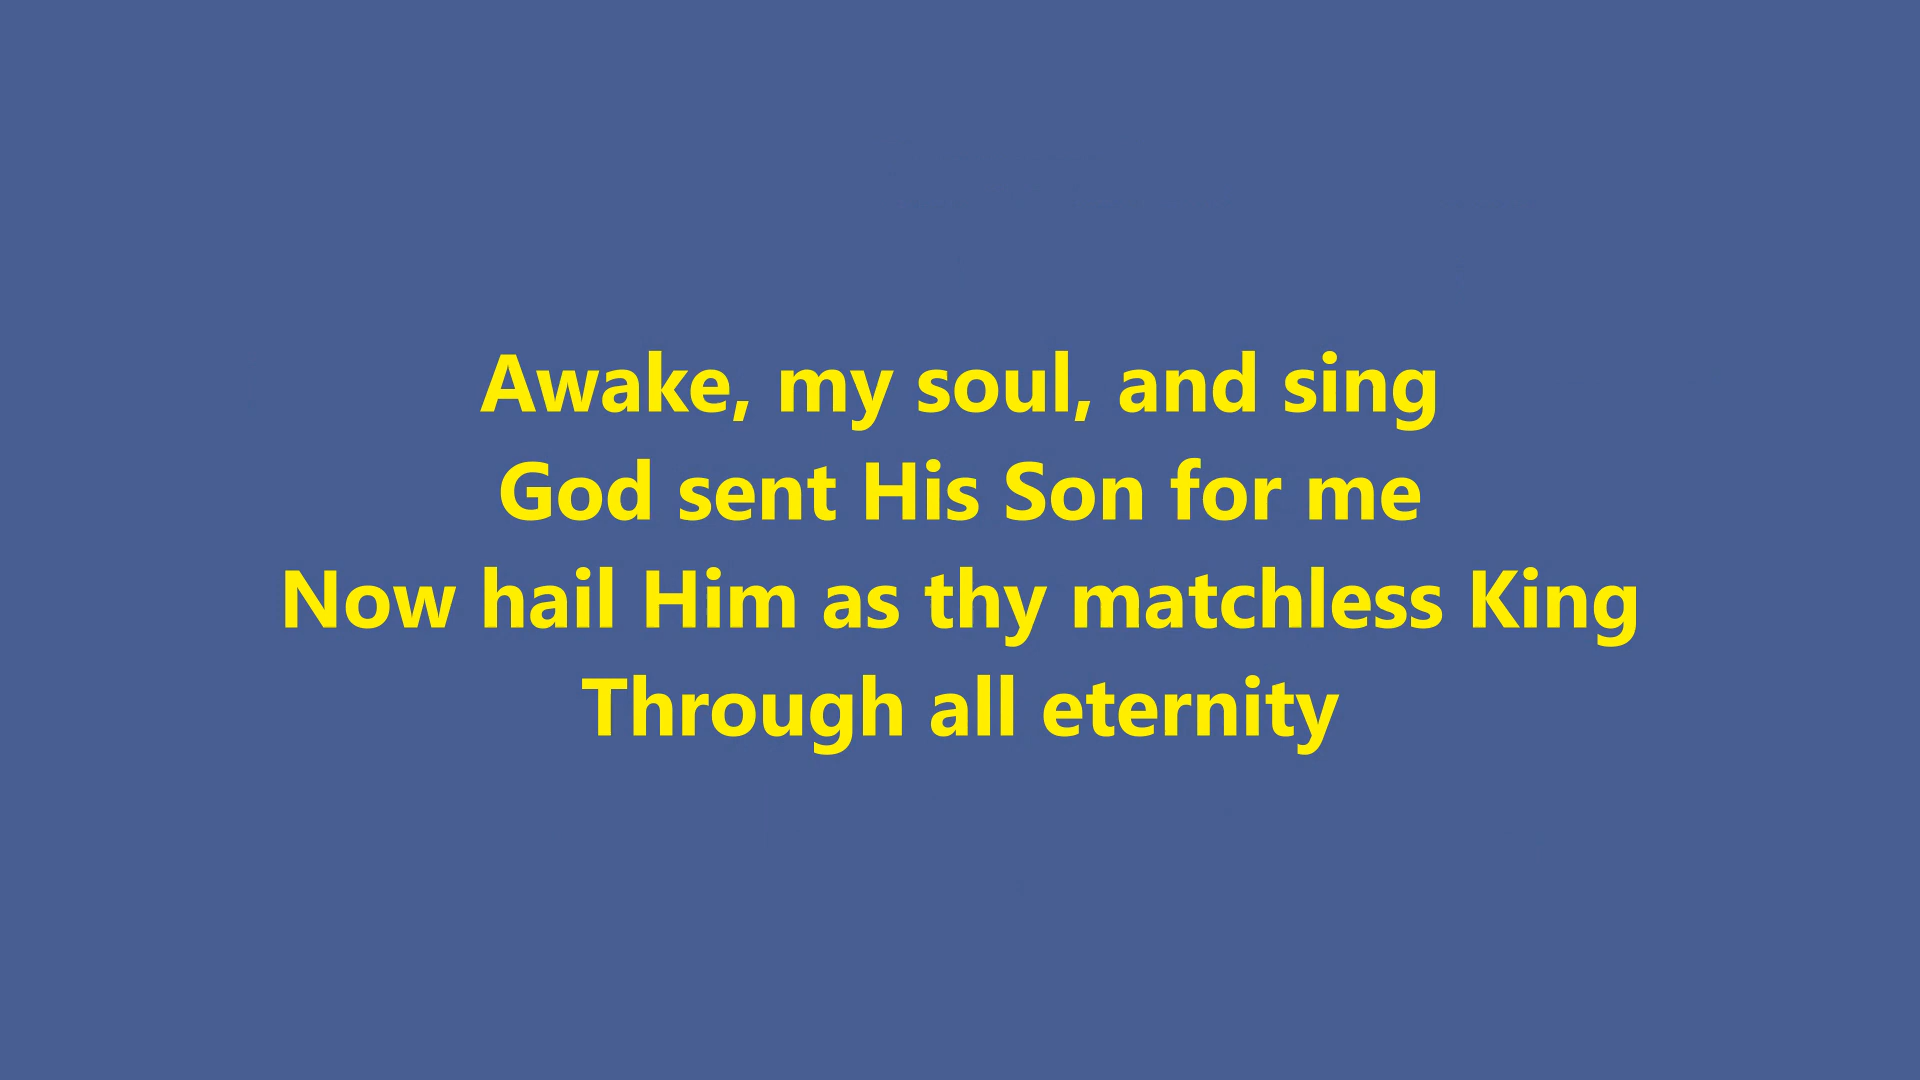 Awake, my soul, and sing
God sent His Son for me
Now hail Him as thy matchless King
Through all eternity